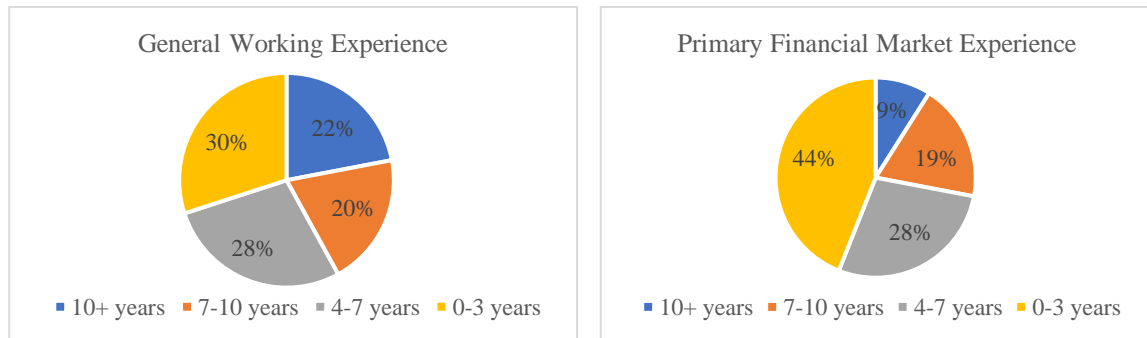 General Working Experience
22%
20%
28%
30%
10+ years 7-10 years 4-7 years 0-3 years
Primary Financial Market Experience
9%
19%
28%
44%
10+ years 7-10 years 4-7 years 0-3 years